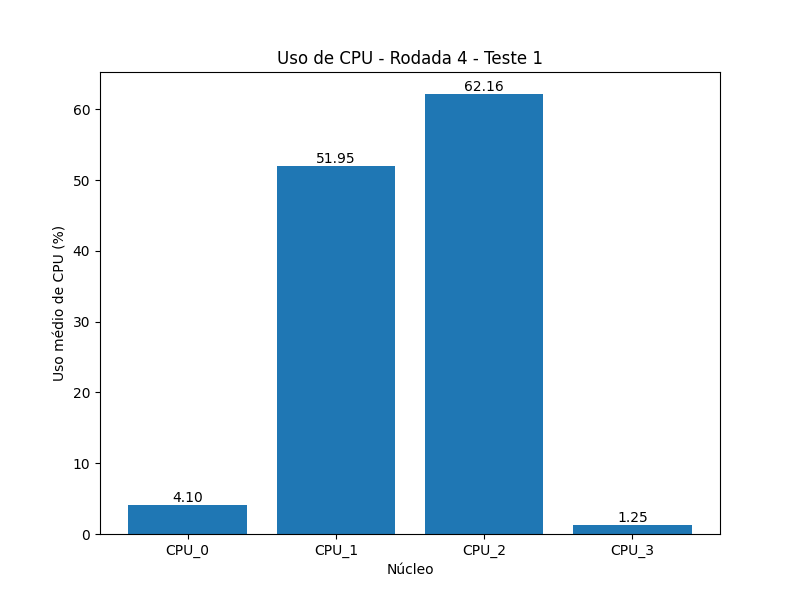 Uso de CPU - Rodada 4 - Teste 1
62.16
51.95
4.10
1.25
Uso médio de CPU (%)
60
50
40
30
20
10
0
CPU_0 CPU_1 CPU_2 CPU_3
Núcleo